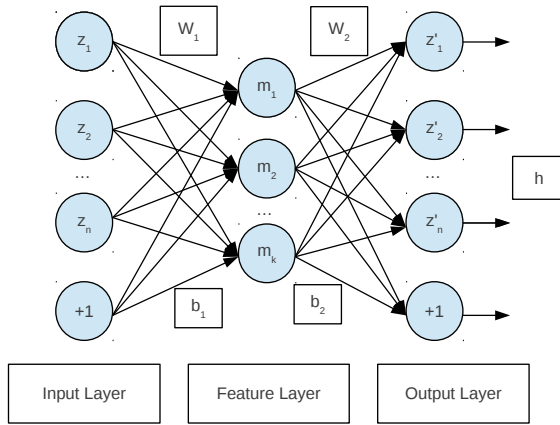 W₁
W₂
z₁
z'₁
m₁
z₂
z'₂
m₂
...
...
h
...
zₙ
z'ₙ
mₖ
+1
+1
b₁
b₂
Input Layer
Feature Layer
Output Layer